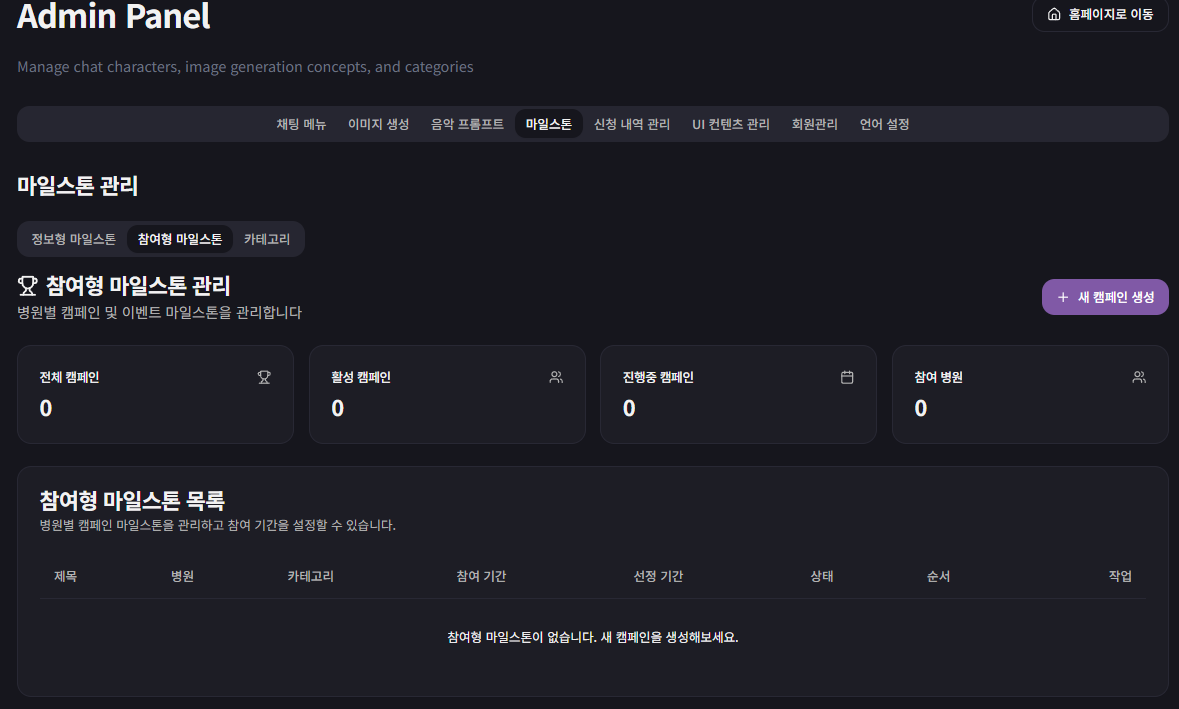 Admin Panel
홈페이지로 이동
Manage chat characters, image generation concepts, and categories
채팅 메뉴 이미지 생성 음악 프롬프트 마일스톤 신청 내역 관리 UI 컨텐츠 관리 회원관리 언어 설정
마일스톤 관리
정보형 마일스톤 참여형 마일스톤 카테고리
참여형 마일스톤 관리
병원별 캠페인 및 이벤트 마일스톤을 관리합니다
+ 새 캠페인 생성
전체 캠페인
0
활성 캠페인
0
진행중 캠페인
0
참여 병원
0
참여형 마일스톤 목록
병원별 캠페인 마일스톤을 관리하고 참여 기간을 설정할 수 있습니다.
제목 병원 카테고리 참여 기간 선정 기간 상태 순서 작업
참여형 마일스톤이 없습니다. 새 캠페인을 생성해보세요.